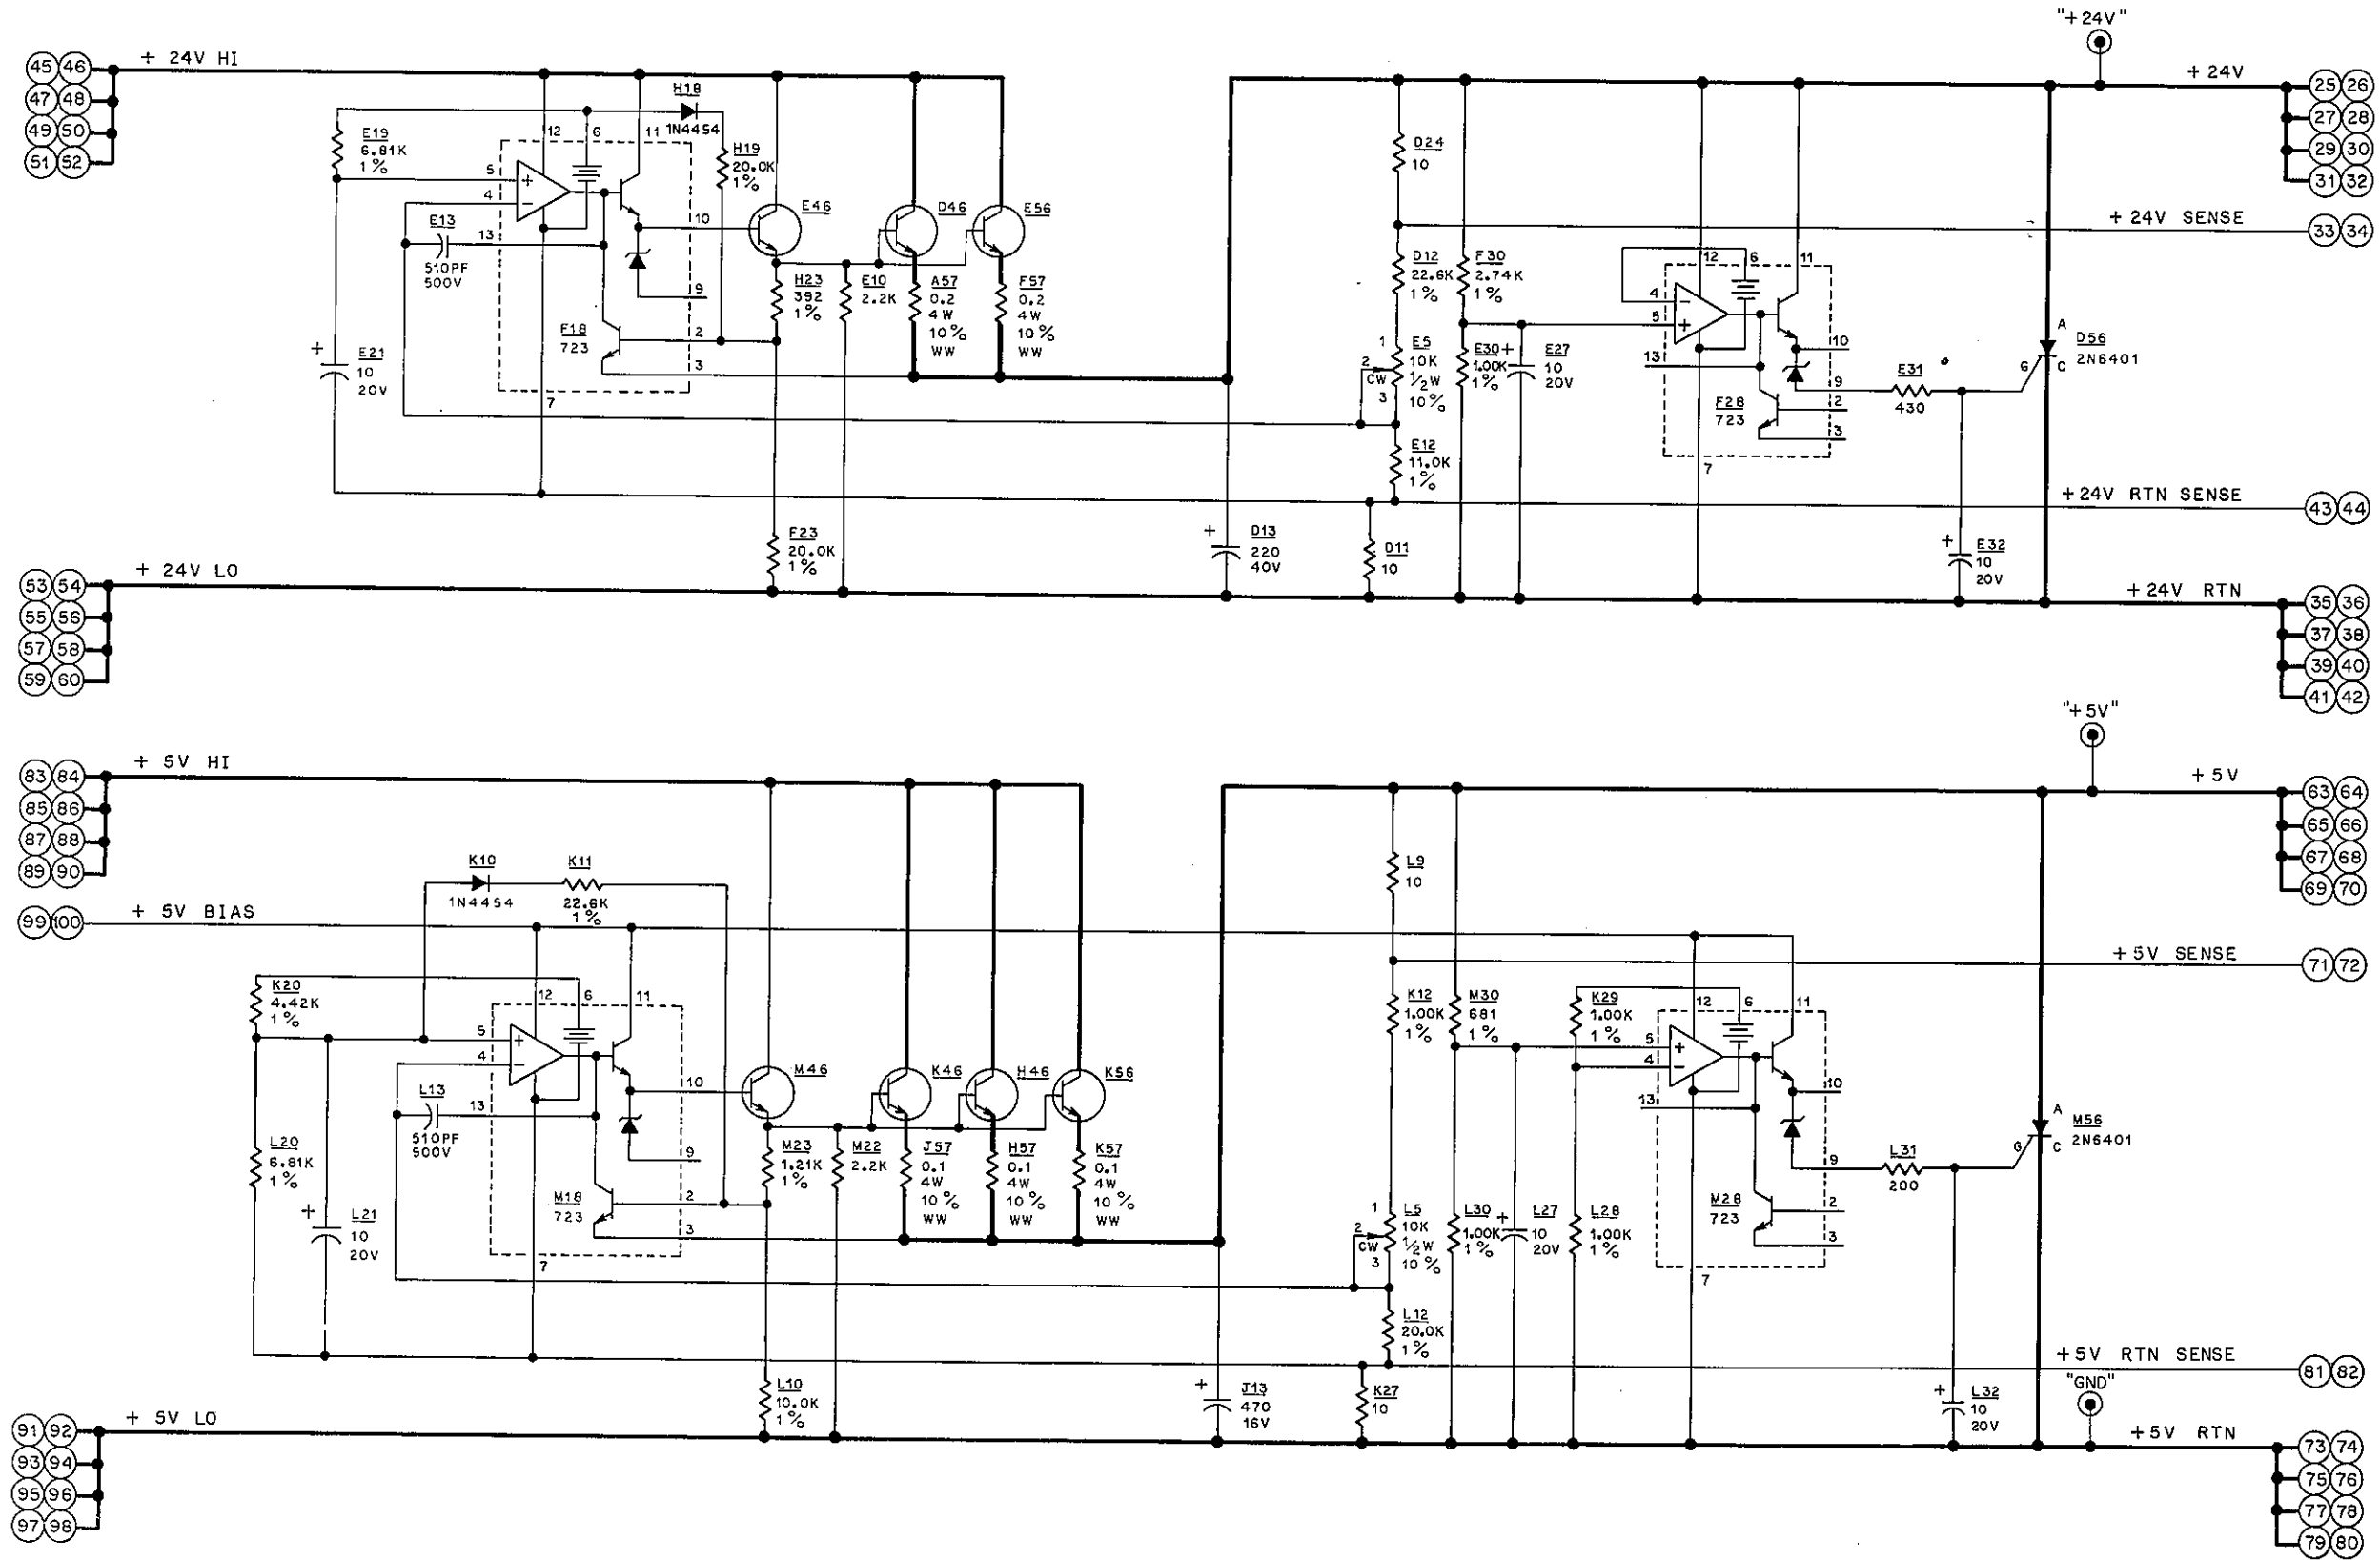 "+24V"
45 46
+ 24V HI
+24V
25 26
47 48
27 28
49 50
29 30
51 52
31 32
H18
1N4454
E19
6.81K
1%
12
6
11
H19
20.0K
1%
5
+
4
−
E13
13
510PF
500V
10
9
F18
723
2
3
7
+
E21
10
20V
E46
D46
E56
H23
392
1%
E10
2.2K
A57
0.2
4W
10%
WW
F57
0.2
4W
10%
WW
D24
10
+24V SENSE
33 34
D12
22.6K
1%
F30
2.74K
1%
1
2
CW
3
E5
10K
1/2W
10%
E30
1.00K
1%
+
E27
10
20V
12
6
11
4
−
5
+
13
10
9
2
3
F28
723
7
E31
430
A
G
C
D56
2N6401
E12
11.0K
1%
+24V RTN SENSE
43 44
F23
20.0K
1%
+
D13
220
40V
D11
10
+
E32
10
20V
53 54
+ 24V LO
+24V RTN
35 36
55 56
37 38
57 58
39 40
59 60
41 42
"+5V"
83 84
+ 5V HI
+5V
63 64
85 86
65 66
87 88
67 68
89 90
69 70
K10
1N4454
K11
22.6K
1%
L9
10
99 100
+ 5V BIAS
+5V SENSE
71 72
K20
4.42K
1%
12
6
11
5
+
4
−
L13
13
510PF
500V
10
9
M18
723
2
3
7
L20
6.81K
1%
+
L21
10
20V
M46
K46
H46
K56
M23
1.21K
1%
M22
2.2K
J57
0.1
4W
10%
WW
H57
0.1
4W
10%
WW
K57
0.1
4W
10%
WW
K12
1.00K
1%
M30
681
1%
K29
1.00K
1%
12
6
11
5
+
4
−
13
10
9
2
3
M28
723
7
L31
200
A
G
C
M56
2N6401
1
2
CW
3
L5
10K
1/2W
10%
L30
1.00K
1%
+
L27
10
20V
L28
1.00K
1%
L12
20.0K
1%
+5V RTN SENSE
81 82
L10
10.0K
1%
+
J13
470
16V
K27
10
+
L32
10
20V
"GND"
91 92
+ 5V LO
+5V RTN
73 74
93 94
75 76
95 96
77 78
97 98
79 80